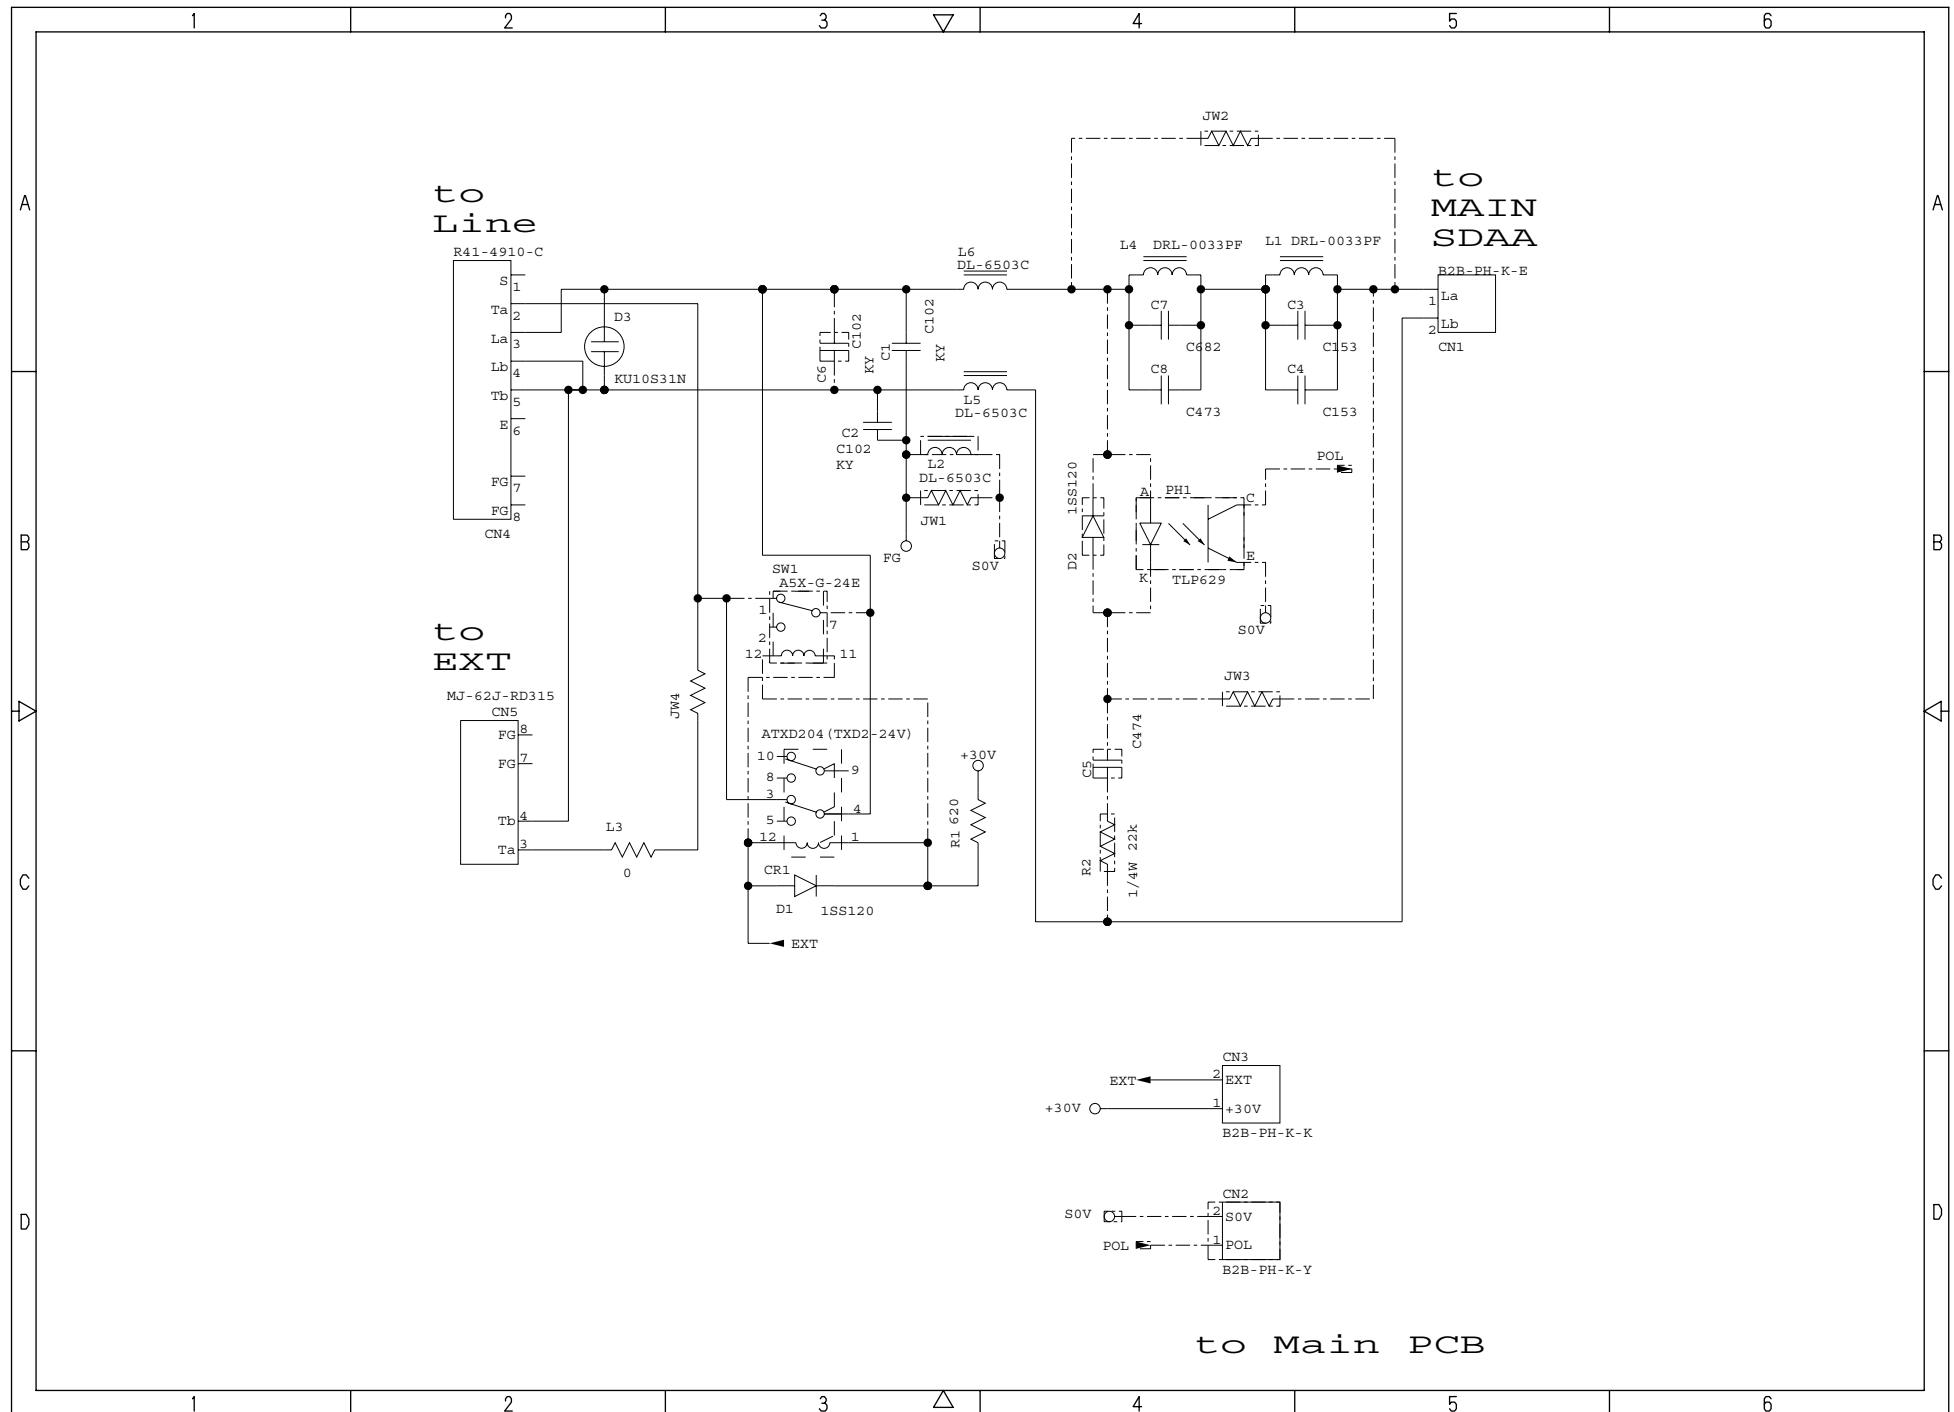 1 2 3 4 5 6
A
B
C
D
A
B
C
D
to
Line
R41-4910-C
S 1
Ta 2
La 3
Lb 4
Tb 5
E 6
FG 7
FG 8
CN4
D3
KU10S31N
C6
C102
KY
C1
C102
KY
C2
C102
KY
L6
DL-6503C
L5
DL-6503C
L2
DL-6503C
JW1
FG
S0V
JW2
L4 DRL-0033PF
L1 DRL-0033PF
C7
C682
C8
C473
C3
C153
C4
C153
to
MAIN
SDAA
B2B-PH-K-E
1 La
2 Lb
CN1
POL
1SS120
D2
A PH1 C
K TLP629 E
S0V
JW3
C474
C5
R2
1/4W 22k
SW1
A5X-G-24E
1
2
7
12 11
to
EXT
MJ-62J-RD315
CN5
FG 8
FG 7
Tb 4
Ta 3
L3
0
JW4
ATXD204(TXD2-24V)
10
9
8
3
4
5
12 1
CR1
D1 1SS120
EXT
+30V
R1 620
CN3
EXT 2 EXT
+30V 1 +30V
B2B-PH-K-K
CN2
S0V 2 S0V
POL 1 POL
B2B-PH-K-Y
to Main PCB
1 2 3 4 5 6